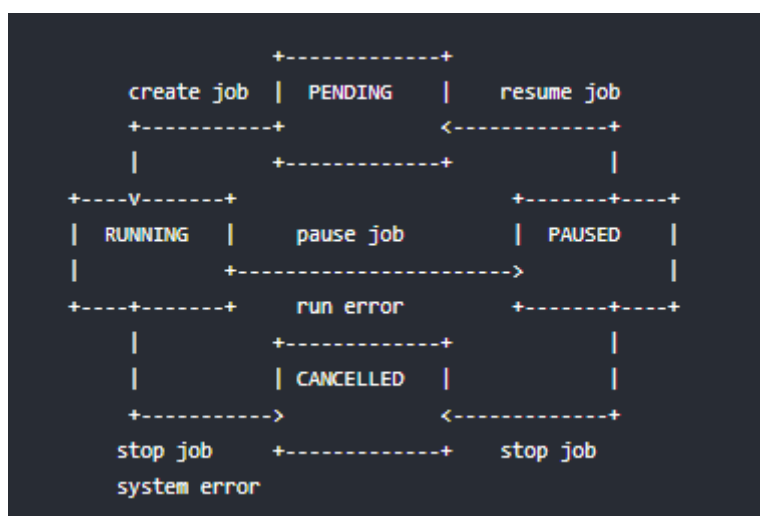 +-------------+
create job | PENDING | resume job
+-----------+ <-------------+
| +-------------+ |
+----v-------+ +-------+----+
| RUNNING | pause job | PAUSED |
| +-----------------------> |
+----+-------+ run error +-------+----+
| +-------------+ |
| | CANCELLED | |
+-----------> <-------------+
stop job +-------------+ stop job
system error